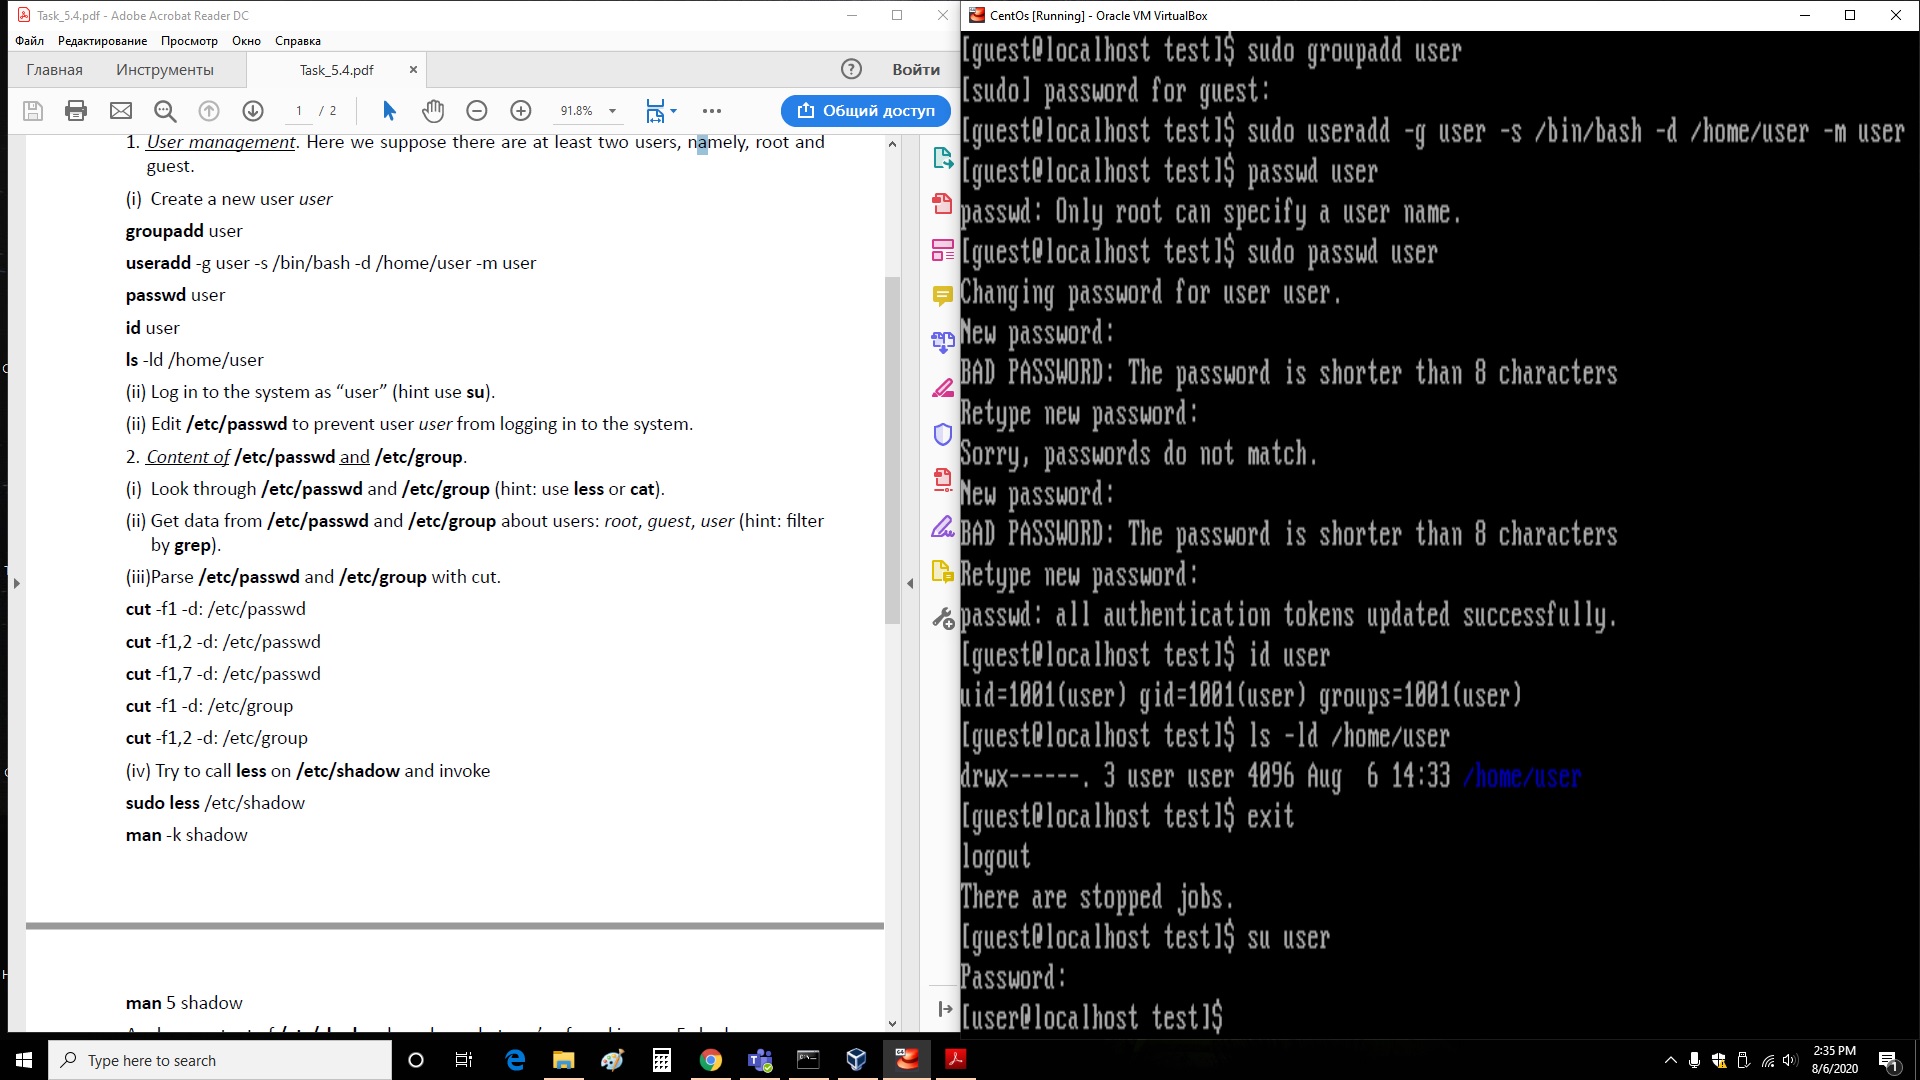 Task_5.4.pdf - Adobe Acrobat Reader DC
Файл Редактирование Просмотр Окно Справка
Главная Инструменты Task_5.4.pdf × ? Войти
1 / 2 91.8% Общий доступ
1. User management. Here we suppose there are at least two users, namely, root and
guest.
(i) Create a new user user
groupadd user
useradd -g user -s /bin/bash -d /home/user -m user
passwd user
id user
ls -ld /home/user
(ii) Log in to the system as “user” (hint use su).
(ii) Edit /etc/passwd to prevent user user from logging in to the system.
2. Content of /etc/passwd and /etc/group.
(i) Look through /etc/passwd and /etc/group (hint: use less or cat).
(ii) Get data from /etc/passwd and /etc/group about users: root, guest, user (hint: filter
by grep).
(iii)Parse /etc/passwd and /etc/group with cut.
cut -f1 -d: /etc/passwd
cut -f1,2 -d: /etc/passwd
cut -f1,7 -d: /etc/passwd
cut -f1 -d: /etc/group
cut -f1,2 -d: /etc/group
(iv) Try to call less on /etc/shadow and invoke
sudo less /etc/shadow
man -k shadow
man 5 shadow
CentOs [Running] - Oracle VM VirtualBox
[guest@localhost test]$ sudo groupadd user
[sudo] password for guest:
[guest@localhost test]$ sudo useradd -g user -s /bin/bash -d /home/user -m user
[guest@localhost test]$ passwd user
passwd: Only root can specify a user name.
[guest@localhost test]$ sudo passwd user
Changing password for user user.
New password:
BAD PASSWORD: The password is shorter than 8 characters
Retype new password:
Sorry, passwords do not match.
New password:
BAD PASSWORD: The password is shorter than 8 characters
Retype new password:
passwd: all authentication tokens updated successfully.
[guest@localhost test]$ id user
uid=1001(user) gid=1001(user) groups=1001(user)
[guest@localhost test]$ ls -ld /home/user
drwx------. 3 user user 4096 Aug  6 14:33 /home/user
[guest@localhost test]$ exit
logout
There are stopped jobs.
[guest@localhost test]$ su user
Password:
[user@localhost test]$
Type here to search
2:35 PM
8/6/2020
1